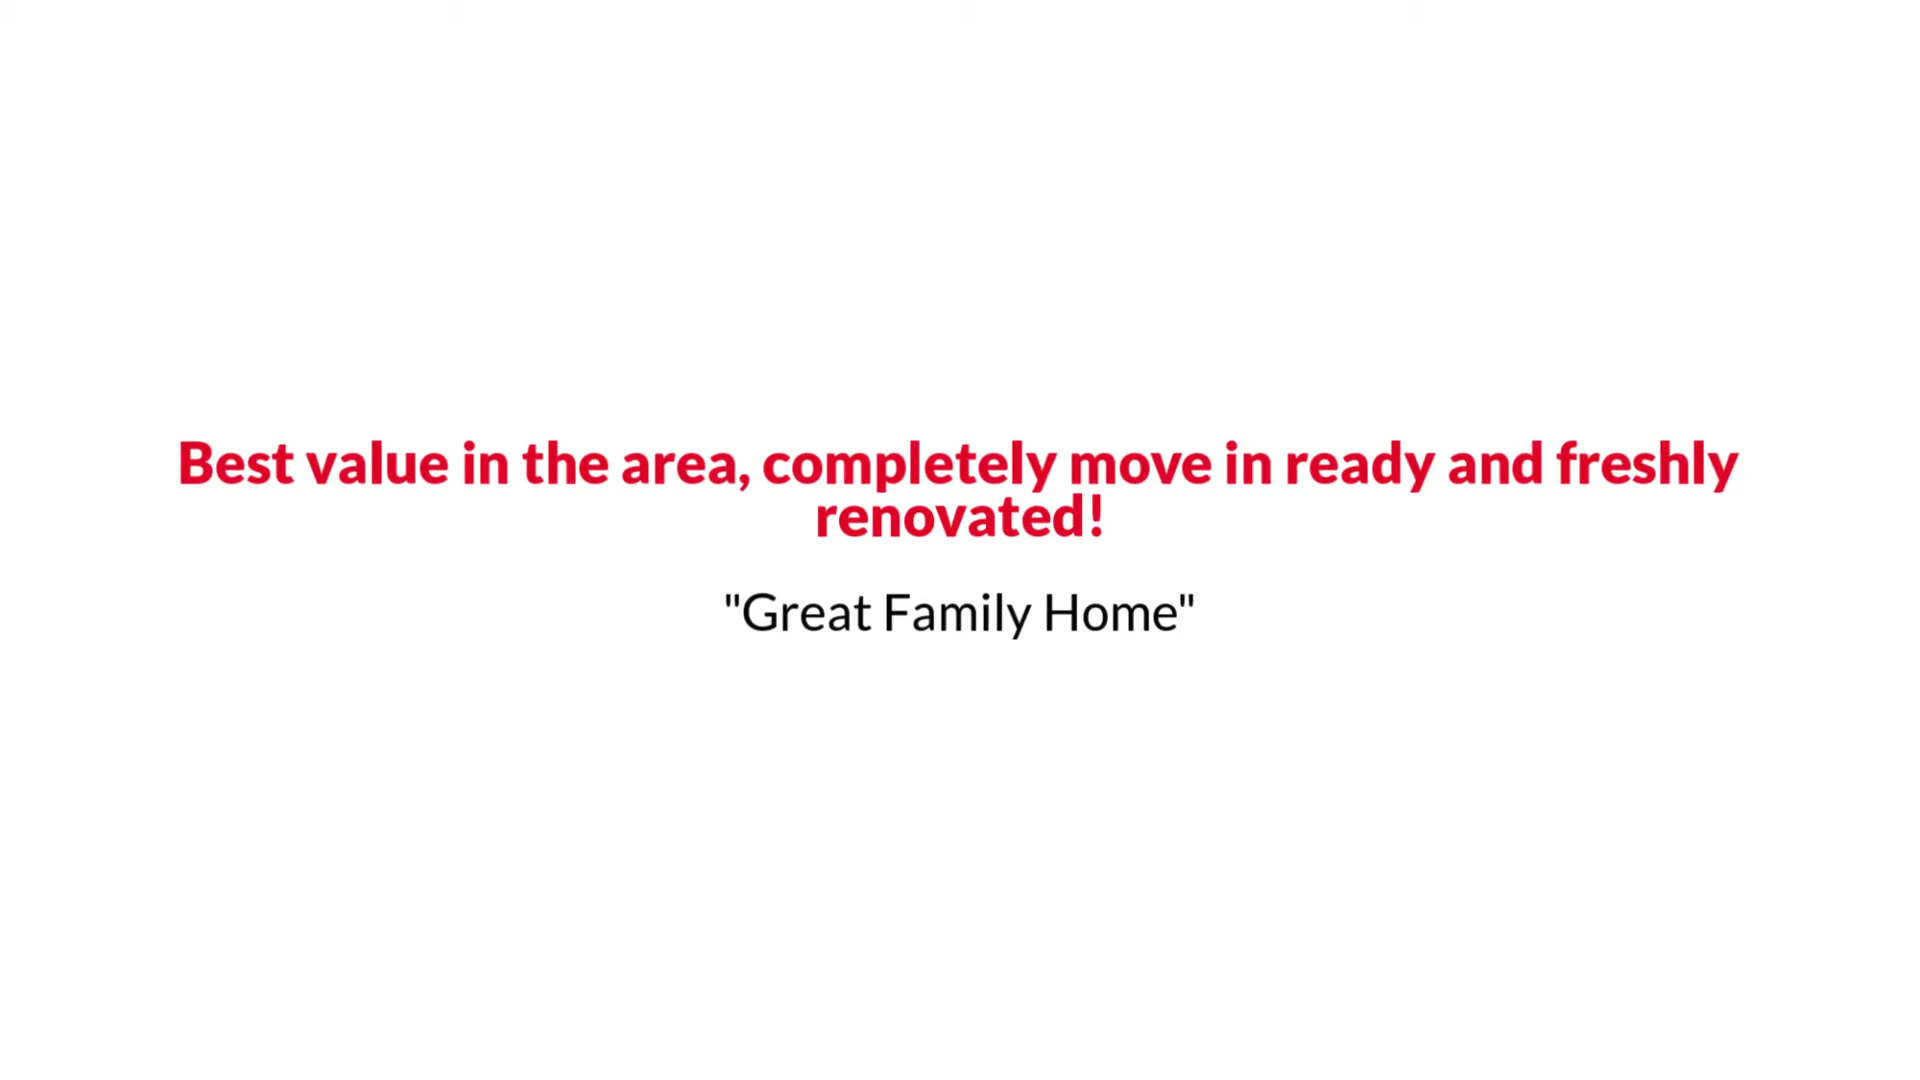 Best value in the area, completely move in ready and freshly
renovated!
"Great Family Home"